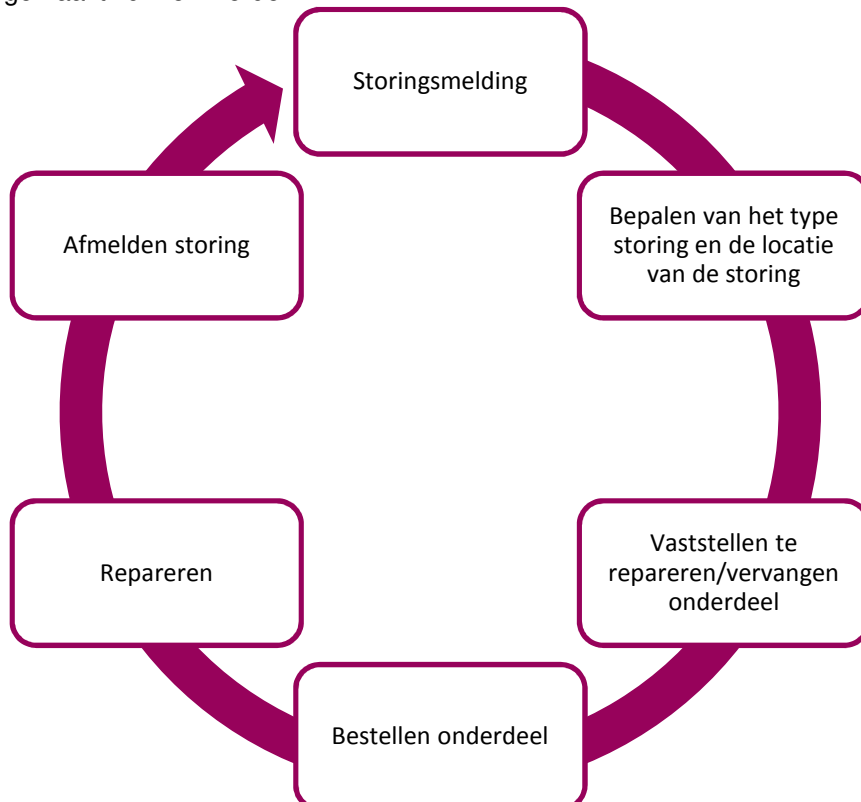 Storingsmelding
Bepalen van het type
storing en de locatie
van de storing
Vaststellen te
repareren/vervangen
onderdeel
Bestellen onderdeel
Repareren
Afmelden storing